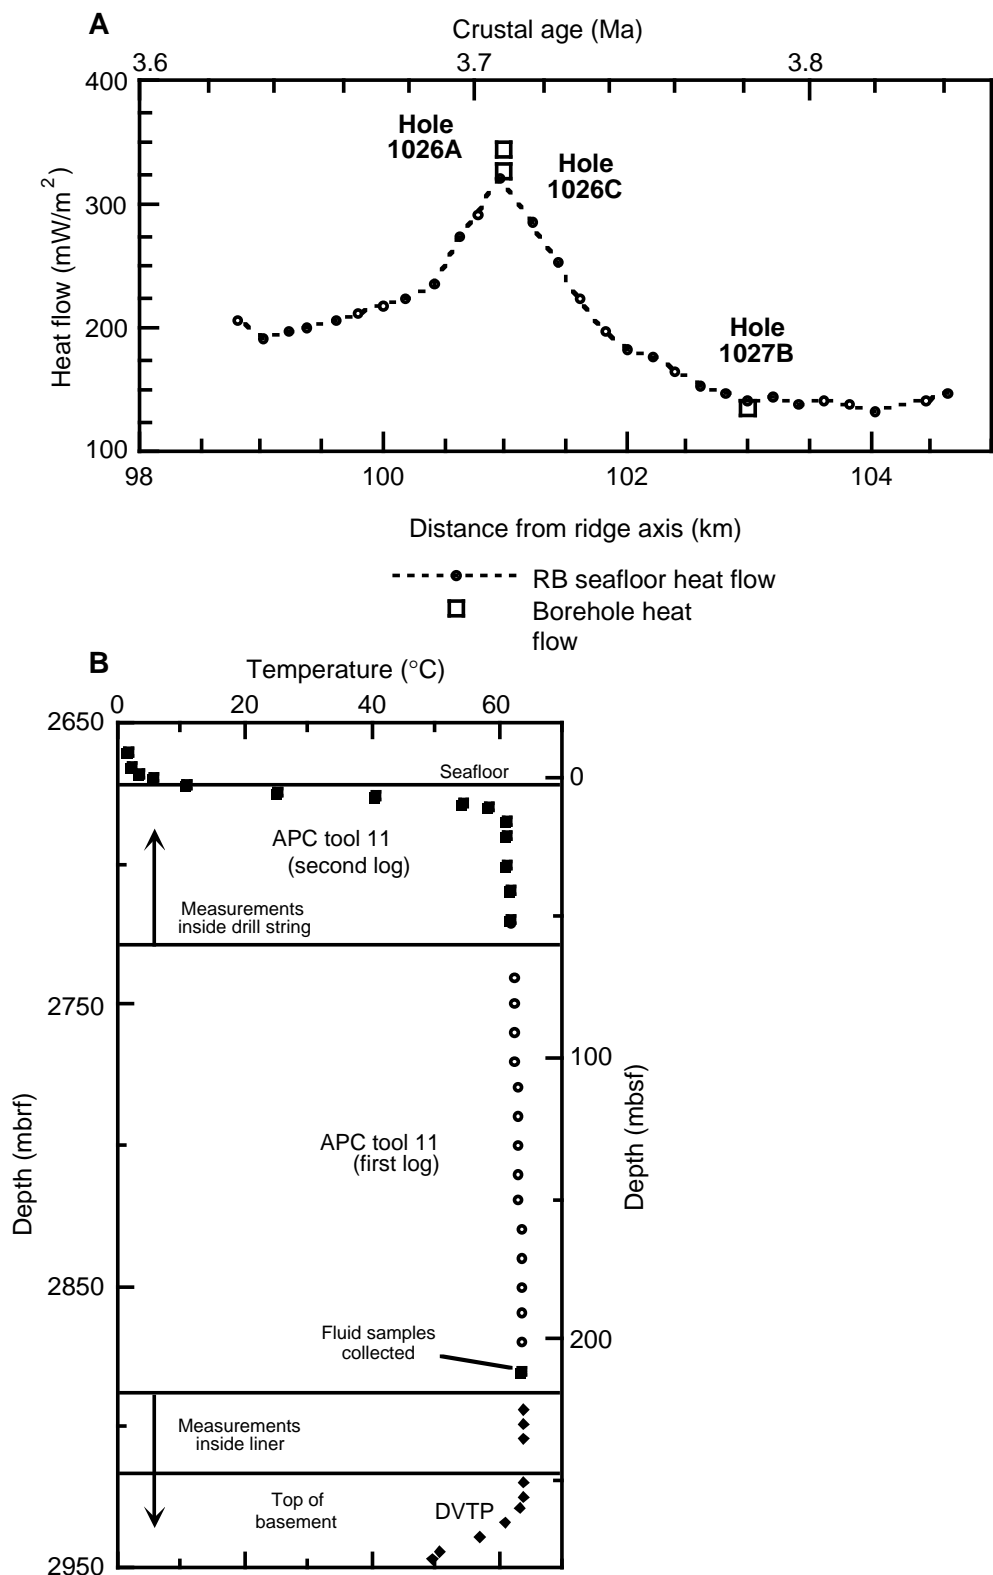 A
Crustal age (Ma)
3.6 3.7 3.8
400
300
200
100
Heat flow (mW/m2)
Hole
1026A
Hole
1026C
Hole
1027B
98 100 102 104
Distance from ridge axis (km)
RB seafloor heat flow
Borehole heat
flow
B
Temperature (°C)
0 20 40 60
2650
2750
2850
2950
Depth (mbrf)
Seafloor
APC tool 11
(second log)
Measurements
inside drill string
APC tool 11
(first log)
Fluid samples
collected
Measurements
inside liner
Top of
basement
DVTP
0
100
200
Depth (mbsf)